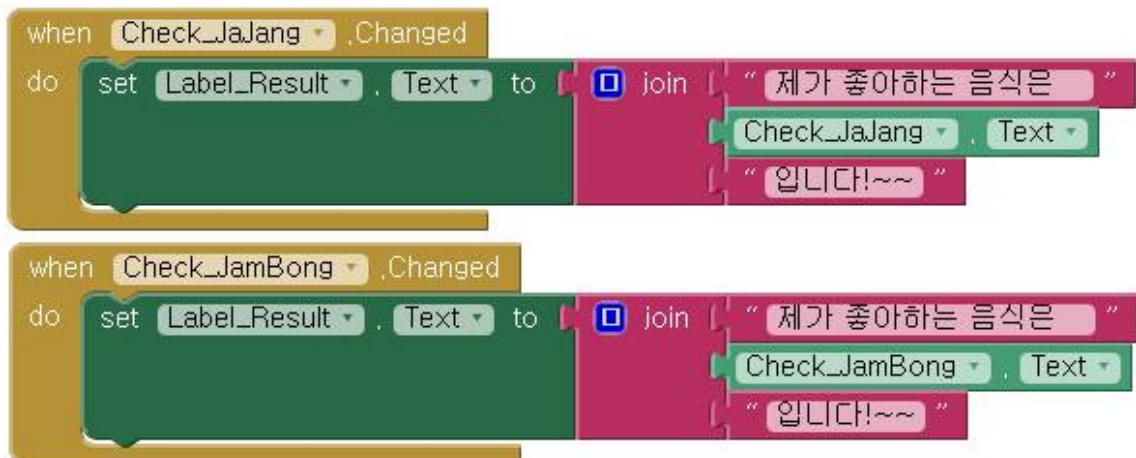 when Check_JaJang .Changed
do set Label_Result . Text to join " 제가 좋아하는 음식은 "
Check_JaJang . Text
" 입니다!~~ "
when Check_JamBong .Changed
do set Label_Result . Text to join " 제가 좋아하는 음식은 "
Check_JamBong . Text
" 입니다!~~ "